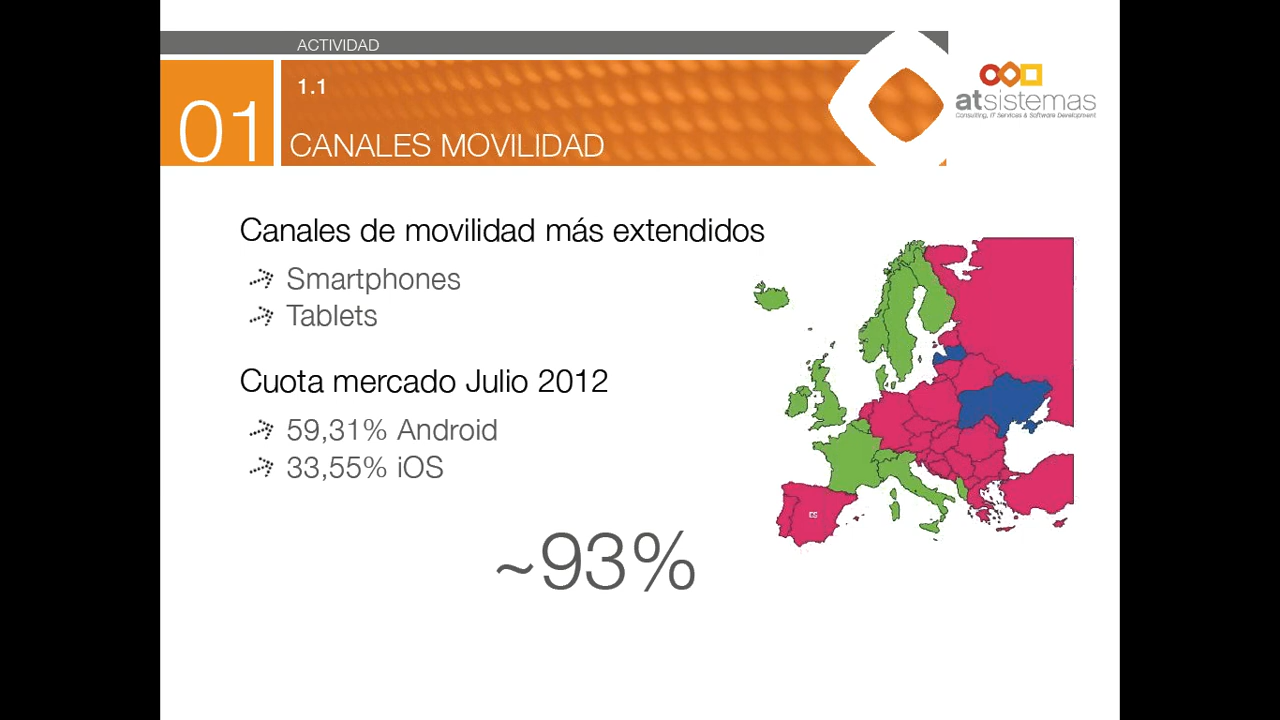 ACTIVIDAD
01
1.1
CANALES MOVILIDAD
atsistemas
Consulting, IT Services & Software Development
Canales de movilidad más extendidos
Smartphones
Tablets
Cuota mercado Julio 2012
59,31% Android
33,55% iOS
~93%
ES